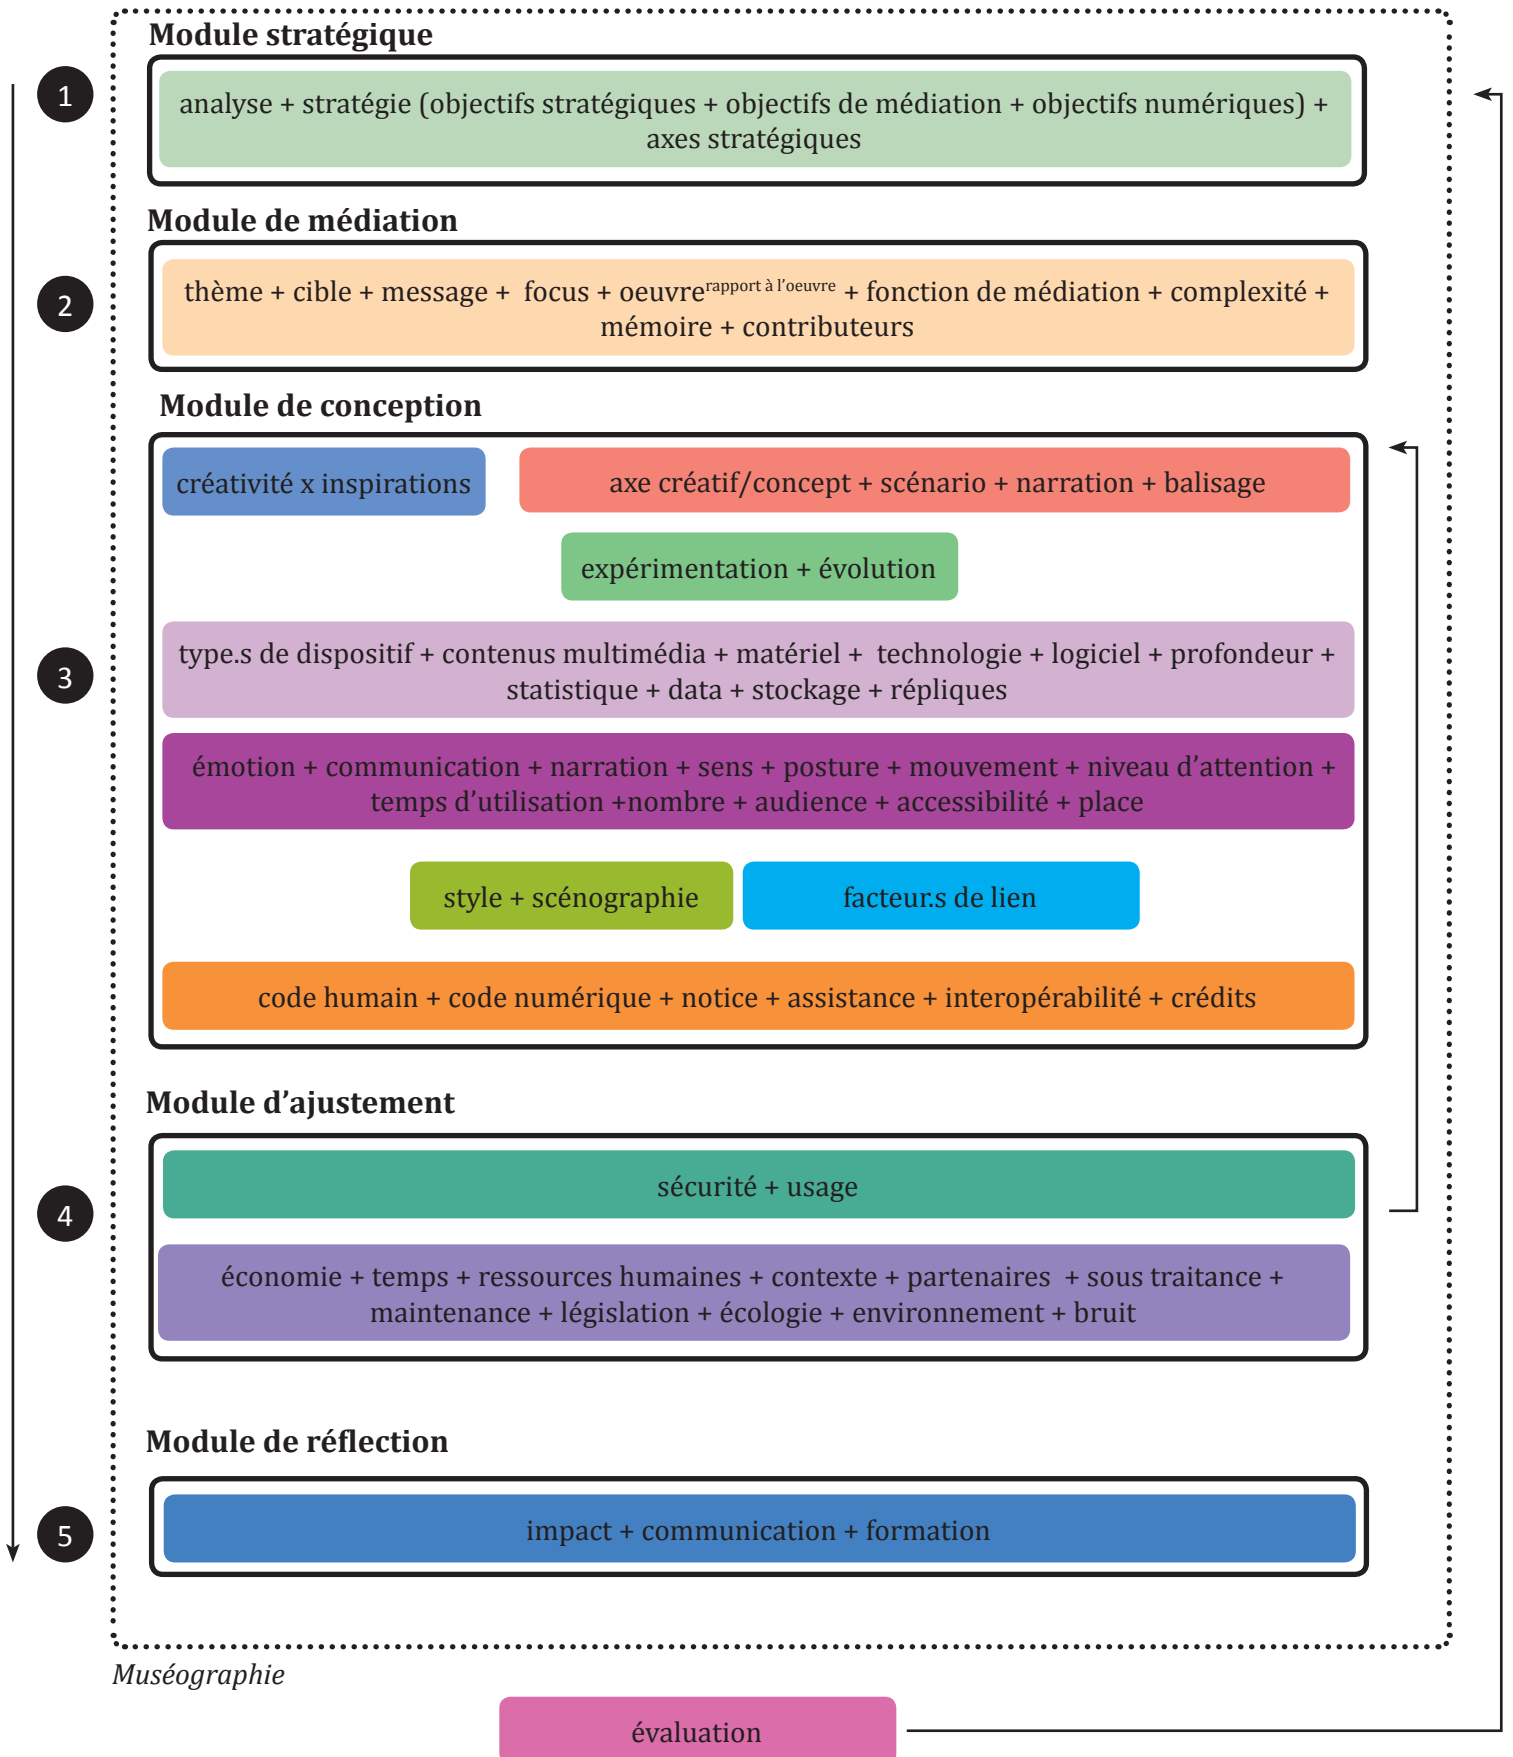 Module stratégique
1
analyse + stratégie (objectifs stratégiques + objectifs de médiation + objectifs numériques) +
axes stratégiques
Module de médiation
2
thème + cible + message + focus + oeuvre rapport à l'oeuvre + fonction de médiation + complexité +
mémoire + contributeurs
Module de conception
créativité x inspirations
axe créatif/concept + scénario + narration + balisage
expérimentation + évolution
3
type.s de dispositif + contenus multimédia + matériel + technologie + logiciel + profondeur +
statistique + data + stockage + répliques
émotion + communication + narration + sens + posture + mouvement + niveau d'attention +
temps d'utilisation +nombre + audience + accessibilité + place
style + scénographie
facteur.s de lien
code humain + code numérique + notice + assistance + interopérabilité + crédits
Module d'ajustement
sécurité + usage
4
économie + temps + ressources humaines + contexte + partenaires + sous traitance +
maintenance + législation + écologie + environnement + bruit
Module de réflection
5
impact + communication + formation
Muséographie
évaluation